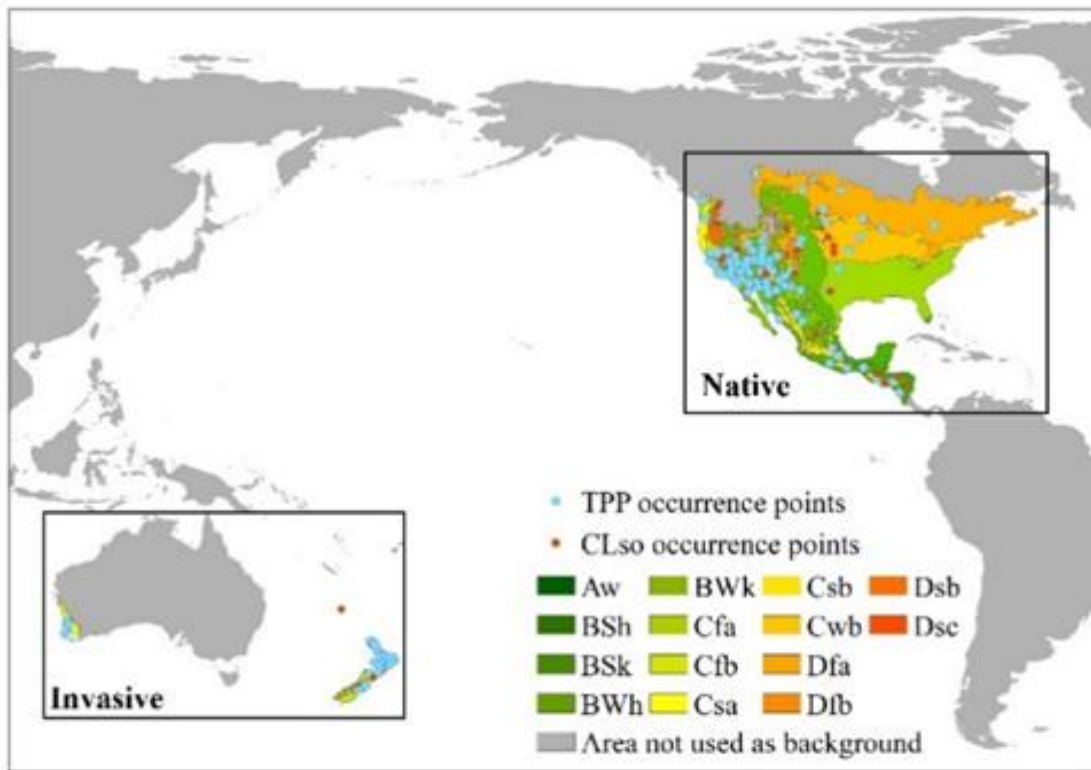 Native
Invasive
TPP occurrence points
CLso occurrence points
Aw BWk Csb Dsb
BSh Cfa Cwb Dsc
BSk Cfb Dfa
BWh Csa Dfb
Area not used as background